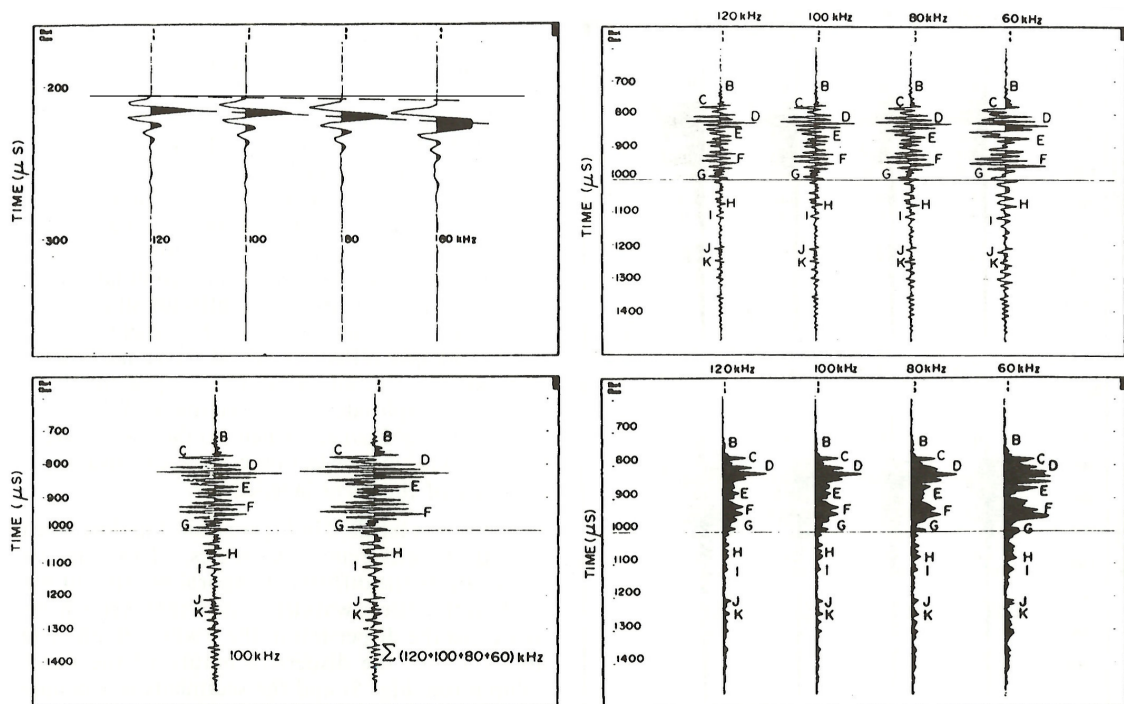 TIME (μS)
·200
·300
120
100
80
60 kHz
120 kHz 100 kHz 80 kHz 60 kHz
TIME (μS)
·700
·800
·900
·1000
·1100
·1200
·1300
·1400
B B B B
C C C C
D D D D
E E E E
F F F F
G G G G
H H H H
I I I I
J J J J
K K K K
TIME (μS)
·700
·800
·900
·1000
·1100
·1200
·1300
·1400
B B
C C
D D
E E
F F
G G
H H
I I
J J
K K
100 kHz
Σ (120+100+80+60) kHz
120 kHz 100 kHz 80 kHz 60 kHz
TIME (μS)
·700
·800
·900
·1000
·1100
·1200
·1300
·1400
B B B B
C C C C
D D D D
E E E E
F F F F
G G G G
H H H H
I I I I
J J J J
K K K K